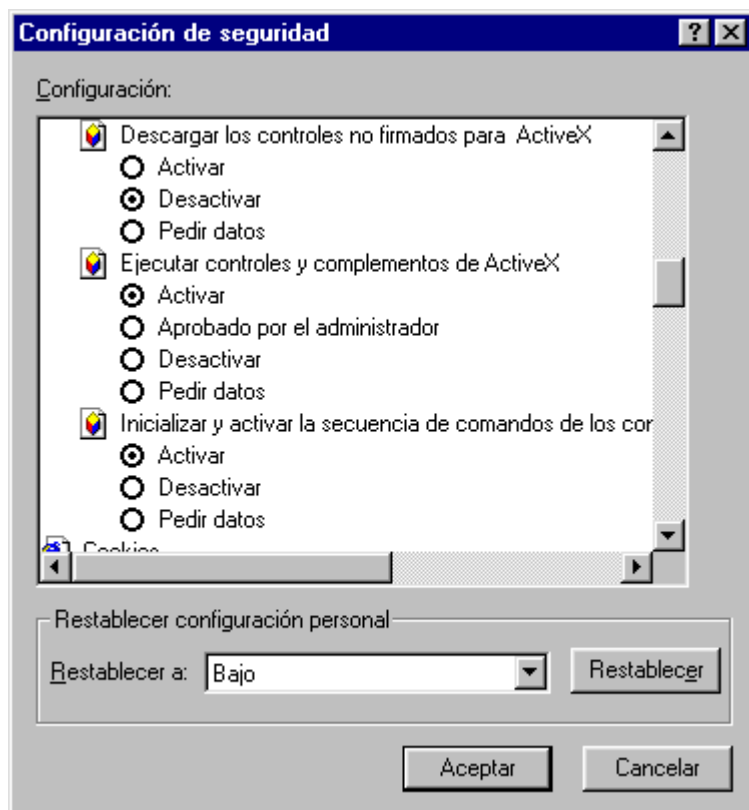 Configuración de seguridad
Configuración:
Descargar los controles no firmados para ActiveX
Activar
Desactivar
Pedir datos
Ejecutar controles y complementos de ActiveX
Activar
Aprobado por el administrador
Desactivar
Pedir datos
Inicializar y activar la secuencia de comandos de los cor
Activar
Desactivar
Pedir datos
Cookies
Restablecer configuración personal
Restablecer a: Bajo Restablecer
Aceptar Cancelar